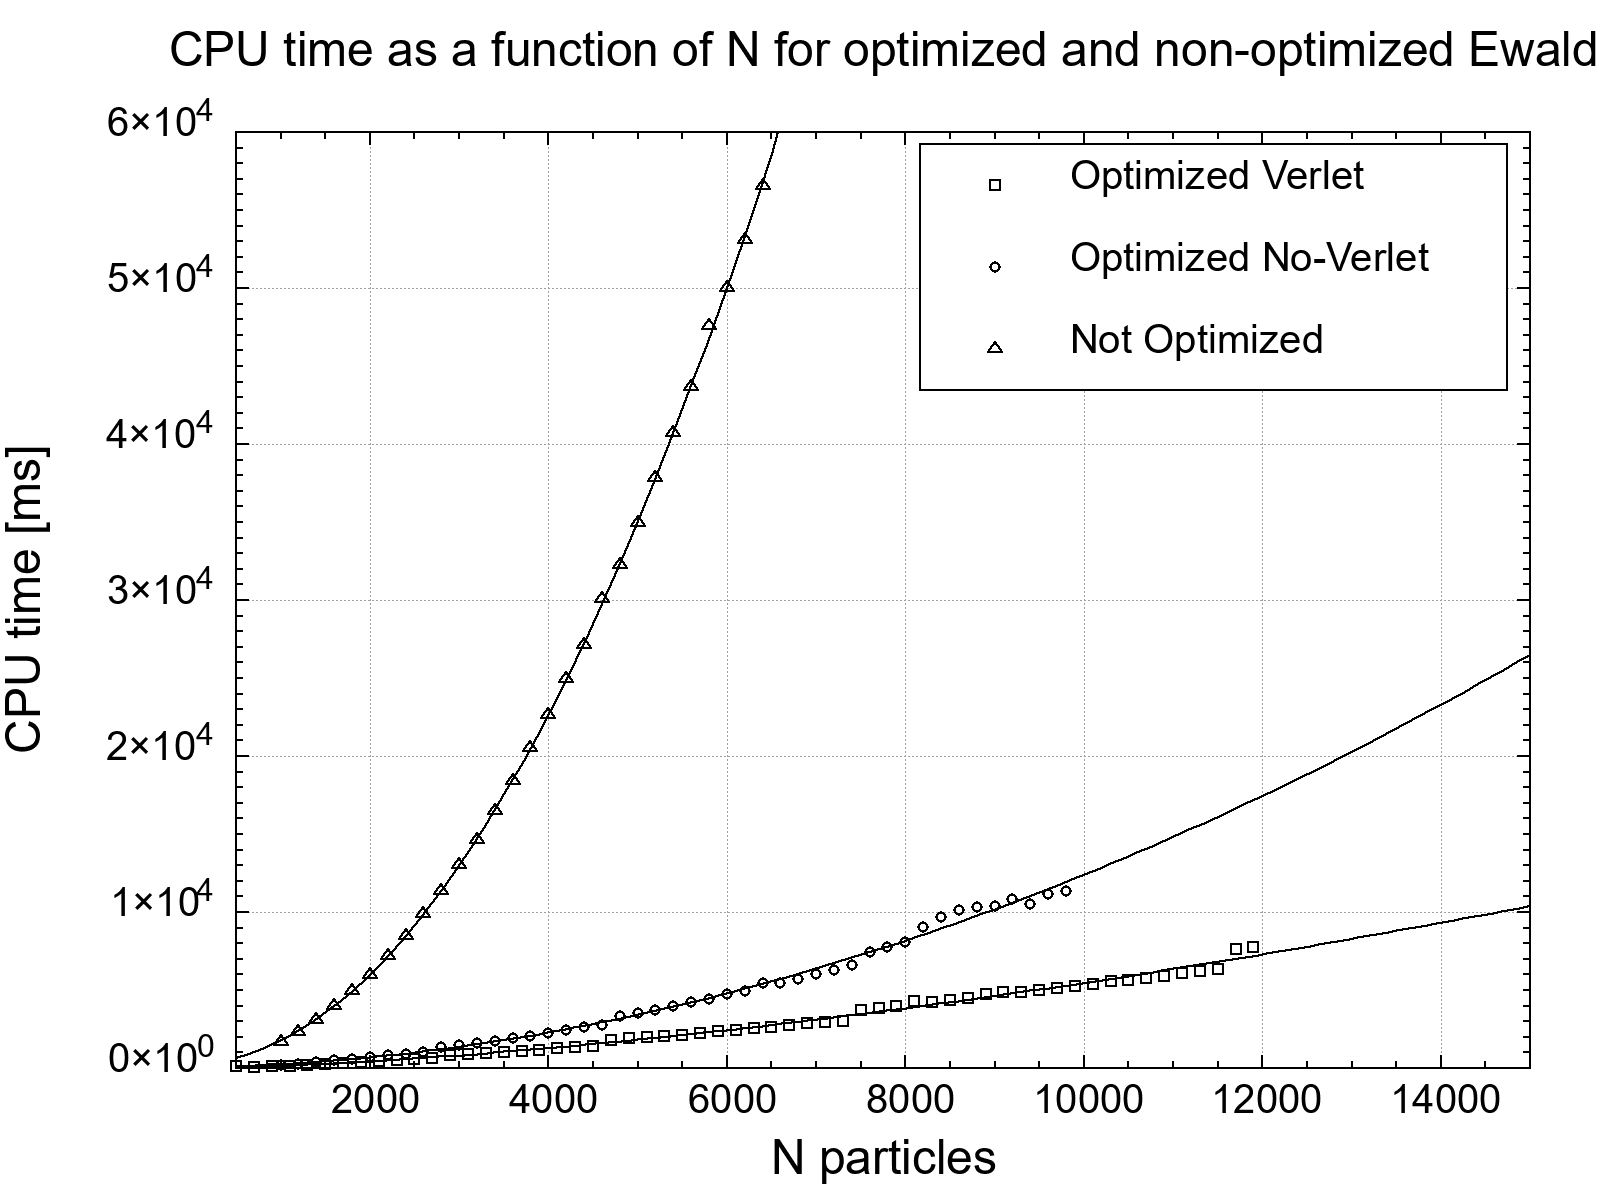 CPU time as a function of N for optimized and non-optimized Ewald
6×10⁴
5×10⁴
4×10⁴
3×10⁴
2×10⁴
1×10⁴
0×10⁰
CPU time [ms]
Optimized Verlet
Optimized No-Verlet
Not Optimized
2000 4000 6000 8000 10000 12000 14000
N particles